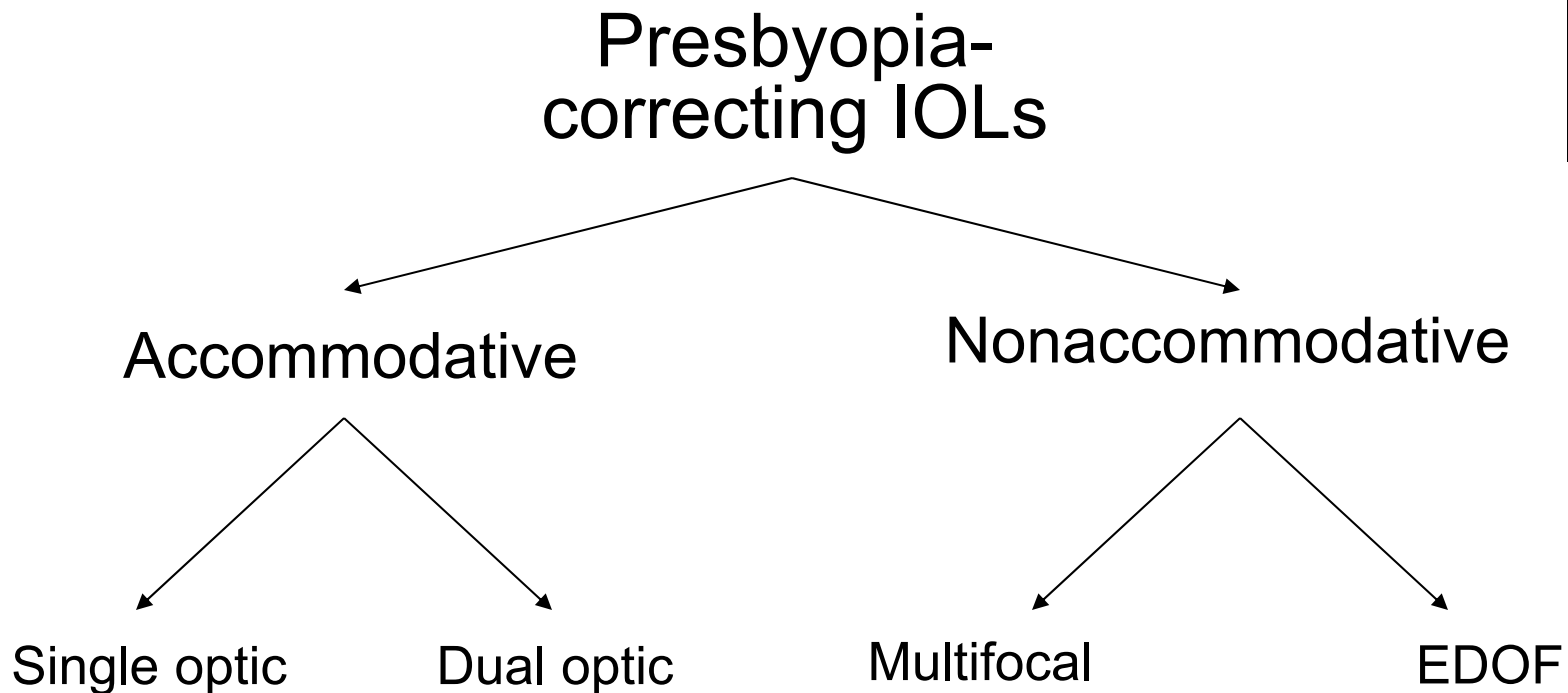 Presbyopia-
correcting IOLs
Accommodative
Nonaccommodative
Single optic
Dual optic
Multifocal
EDOF